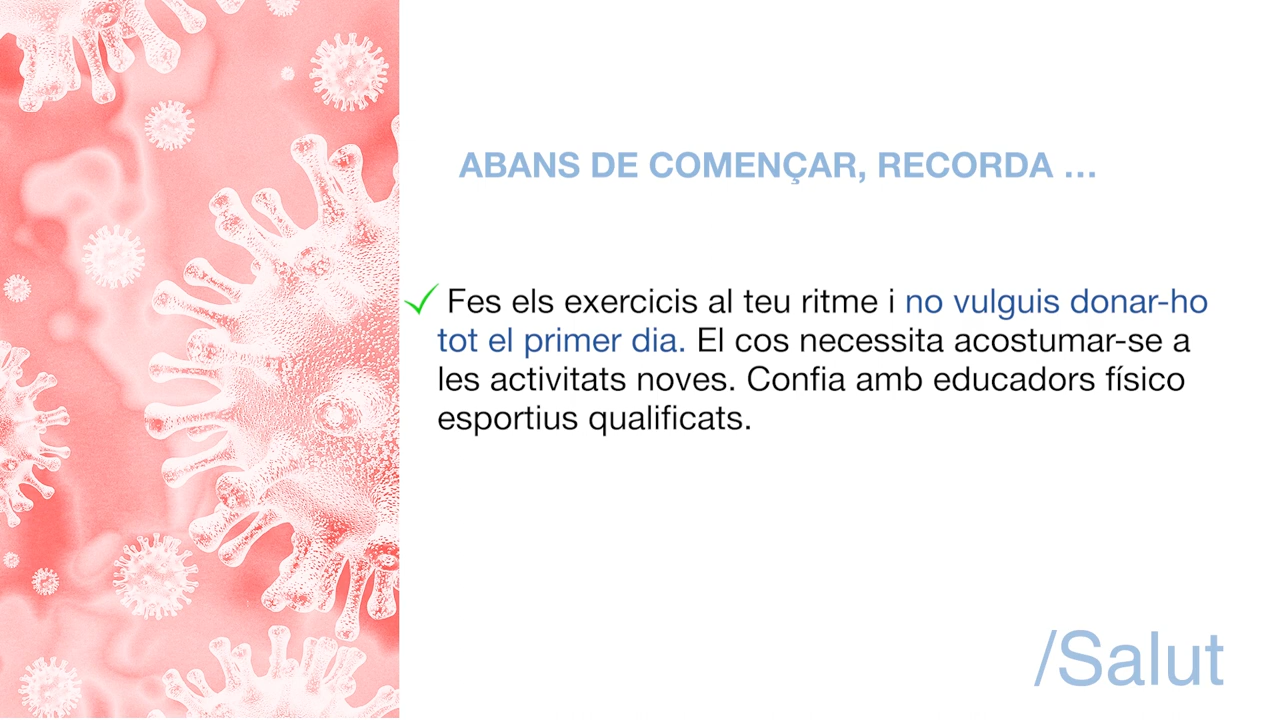 ABANS DE COMENÇAR, RECORDA …
Fes els exercicis al teu ritme i no vulguis donar-ho
tot el primer dia. El cos necessita acostumar-se a
les activitats noves. Confia amb educadors físico
esportius qualificats.
/Salut